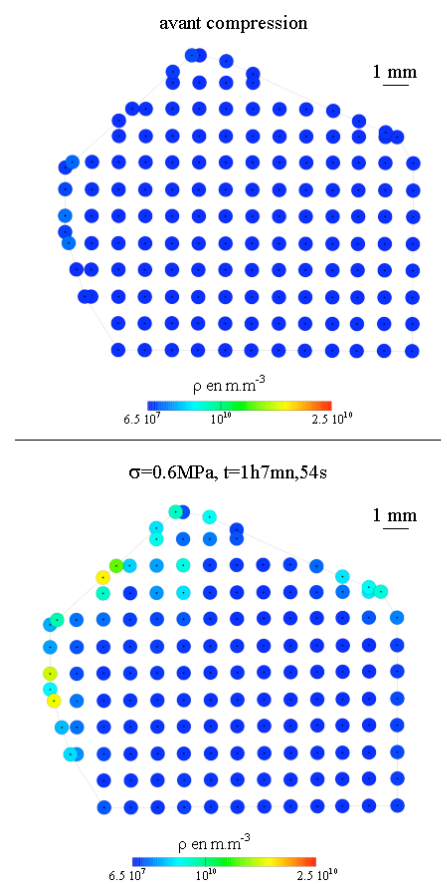 avant compression
1 mm
ρ en m.m⁻³
6.5 10⁷ 10¹⁰ 2.5 10¹⁰
σ=0.6MPa, t=1h7mn,54s
1 mm
ρ en m.m⁻³
6.5 10⁷ 10¹⁰ 2.5 10¹⁰